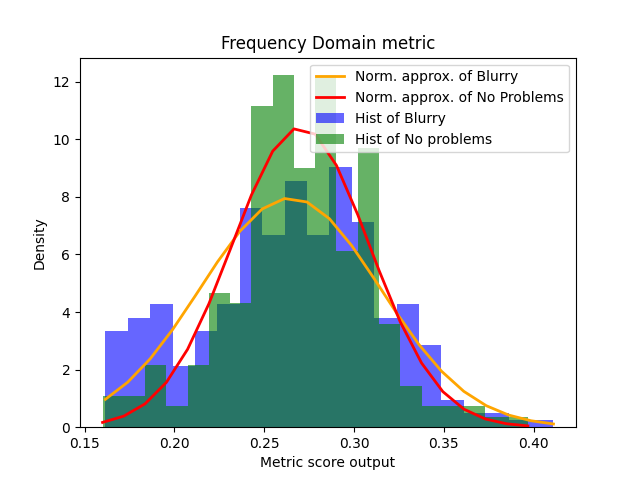 Frequency Domain metric
Norm. approx. of Blurry
Norm. approx. of No Problems
Hist of Blurry
Hist of No problems
12
10
8
6
4
2
0
Density
0.15 0.20 0.25 0.30 0.35 0.40
Metric score output